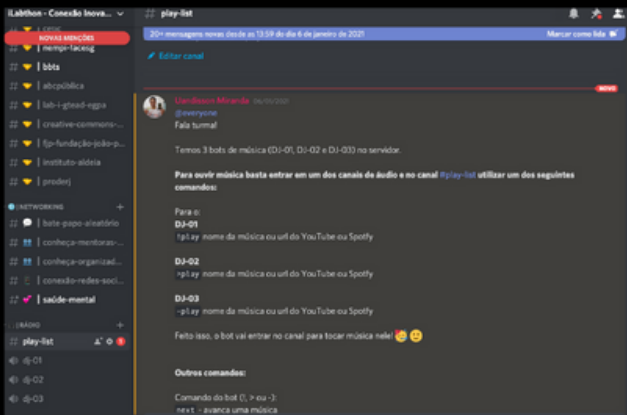 iLabthon - Conexão Inova...
NOVAS MENÇÕES
# | nempi-facesg
# | bbts
# | abcpública
# | lab-i-gtead-egpa
# | creative-commons-...
# | fjp-fundação-joão-p...
# | instituto-aldeia
# | proderj
| NETWORKING +
# | bate-papo-aleatório
# | conheça-mentoras-...
# | conheça-organizad...
# | conexão-redes-soci...
# | saúde-mental
| RÁDIO +
# play-list
dj-01
dj-02
dj-03
# play-list
20+ mensagens novas desde as 13:59 do dia 6 de janeiro de 2021 Marcar como lida
Editar canal
NOVO
Miranda 06/01/2021
@everyone
Fala turma!
Temos 3 bots de música (DJ-01, DJ-02 e DJ-03) no servidor.
Para ouvir música basta entrar em um dos canais de áudio e no canal #play-list utilizar um dos seguintes
comandos:
Para o:
DJ-01
!play nome da música ou url do YouTube ou Spotfy
DJ-02
>play nome da música ou url do YouTube ou Spotfy
DJ-03
-play nome da música ou url do YouTube ou Spotfy
Feito isso, o bot vai entrar no canal para tocar música nele! 🥳 🙂
Outros comandos:
Comando do bot (!, > ou -):
next - avança uma música